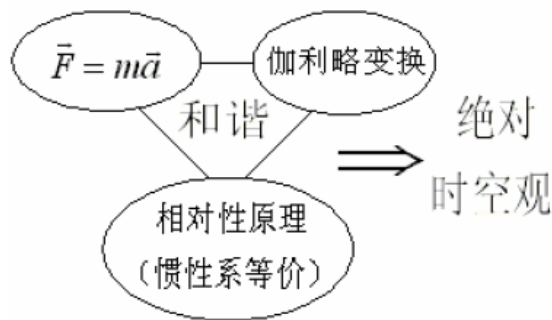 F⃗ = ma⃗
伽利略变换
和谐
绝对
时空观
相对性原理
（惯性系等价）